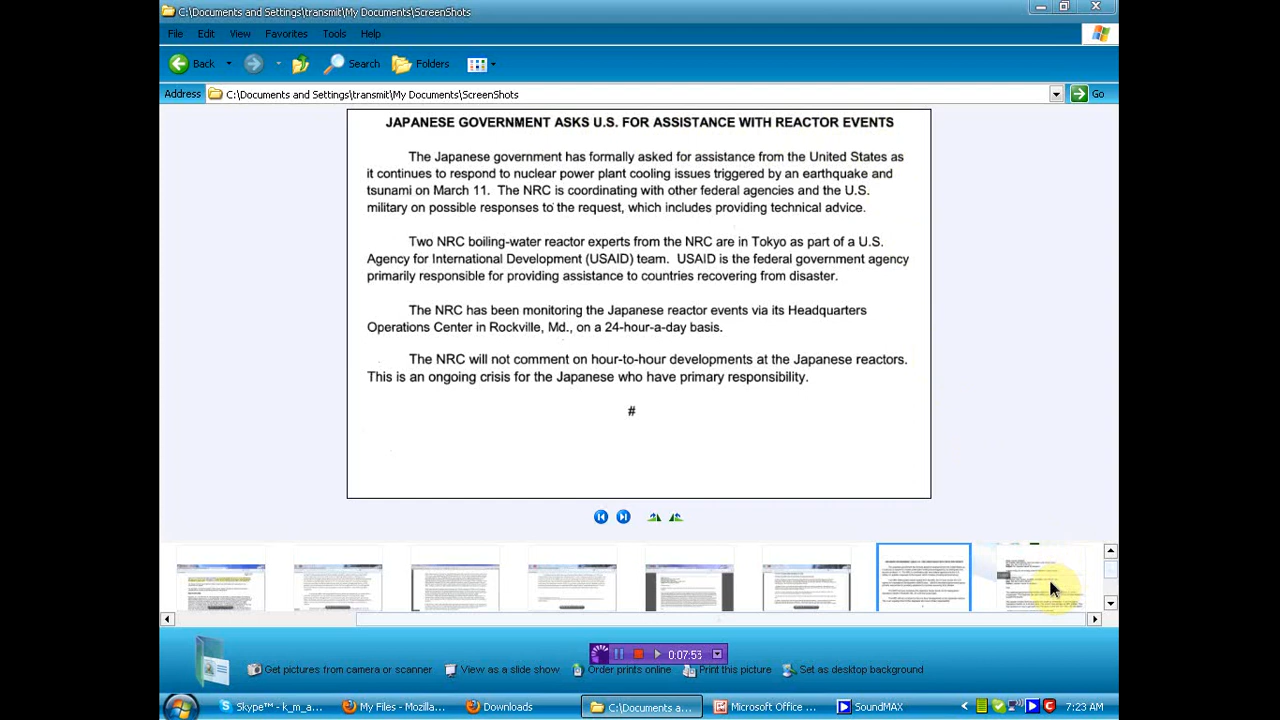 C:\Documents and Settings\transmit\My Documents\ScreenShots
File Edit View Favorites Tools Help
Back Search Folders
Address C:\Documents and Settings\transmit\My Documents\ScreenShots Go
JAPANESE GOVERNMENT ASKS U.S. FOR ASSISTANCE WITH REACTOR EVENTS
The Japanese government has formally asked for assistance from the United States as
it continues to respond to nuclear power plant cooling issues triggered by an earthquake and
tsunami on March 11. The NRC is coordinating with other federal agencies and the U.S.
military on possible responses to the request, which includes providing technical advice.
Two NRC boiling-water reactor experts from the NRC are in Tokyo as part of a U.S.
Agency for International Development (USAID) team. USAID is the federal government agency
primarily responsible for providing assistance to countries recovering from disaster.
The NRC has been monitoring the Japanese reactor events via its Headquarters
Operations Center in Rockville, Md., on a 24-hour-a-day basis.
The NRC will not comment on hour-to-hour developments at the Japanese reactors.
This is an ongoing crisis for the Japanese who have primary responsibility.
#
0:07:53
Get pictures from camera or scanner View as a slide show Order prints online Print this picture Set as desktop background
Skype™ - k_m_a... My Files - Mozilla... Downloads C:\Documents a... Microsoft Office ... SoundMAX 7:23 AM